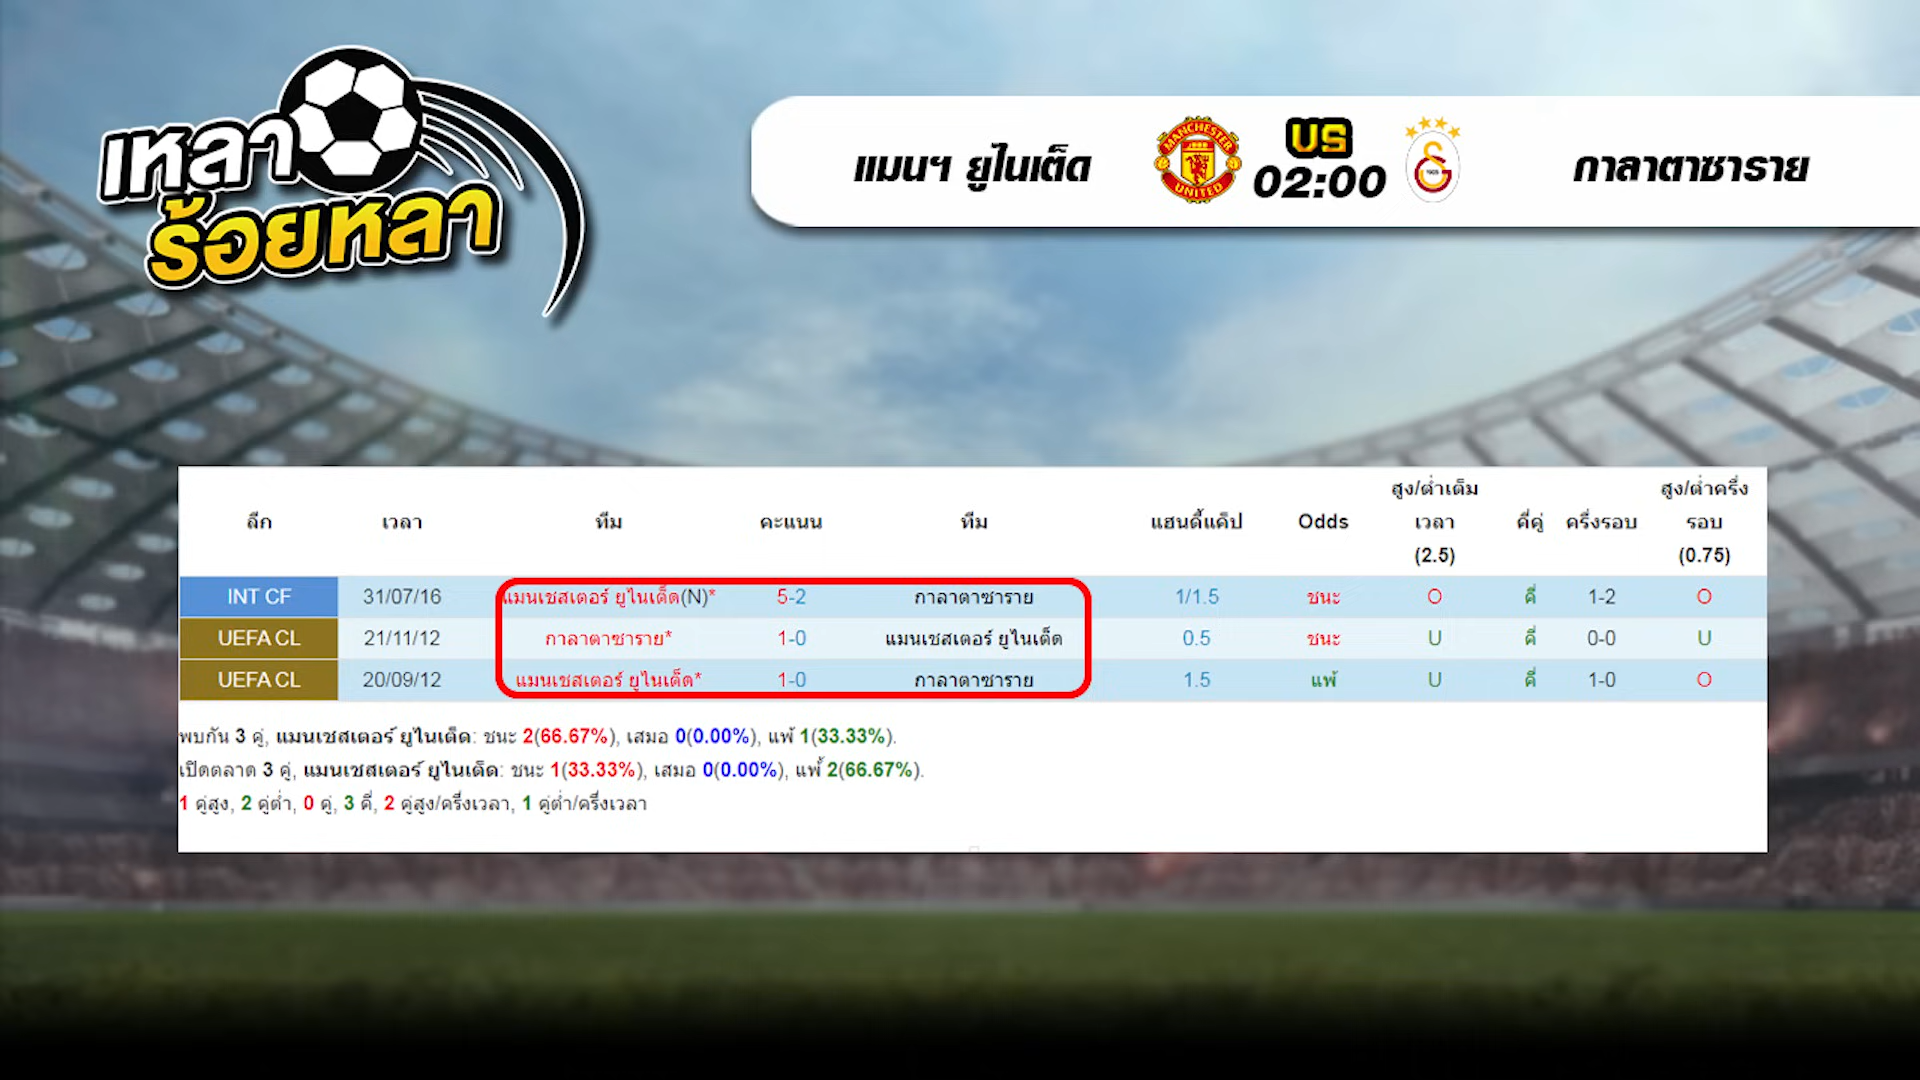 เหลา
ร้อยหลา
แมนฯ ยูไนเต็ด
MANCHESTER
UNITED
VS
02:00
1905
กาลาตาซาราย
ลีก เวลา ทีม คะแนน ทีม แฮนดี้แค็ป Odds สูง/ต่ำเต็มเวลา (2.5) คี่คู่ ครึ่งรอบ สูง/ต่ำครึ่งรอบ (0.75)
INT CF 31/07/16 แมนเชสเตอร์ ยูไนเต็ด(N)* 5-2 กาลาตาซาราย 1/1.5 ชนะ O คี่ 1-2 O
UEFA CL 21/11/12 กาลาตาซาราย* 1-0 แมนเชสเตอร์ ยูไนเต็ด 0.5 ชนะ U คี่ 0-0 U
UEFA CL 20/09/12 แมนเชสเตอร์ ยูไนเต็ด* 1-0 กาลาตาซาราย 1.5 แพ้ U คี่ 1-0 O
พบกัน 3 คู่, แมนเชสเตอร์ ยูไนเต็ด: ชนะ 2(66.67%), เสมอ 0(0.00%), แพ้ 1(33.33%).
เปิดตลาด 3 คู่, แมนเชสเตอร์ ยูไนเต็ด: ชนะ 1(33.33%), เสมอ 0(0.00%), แพ้ 2(66.67%).
1 คู่สูง, 2 คู่ต่ำ, 0 คู่, 3 คี่, 2 คู่สูง/ครึ่งเวลา, 1 คู่ต่ำ/ครึ่งเวลา